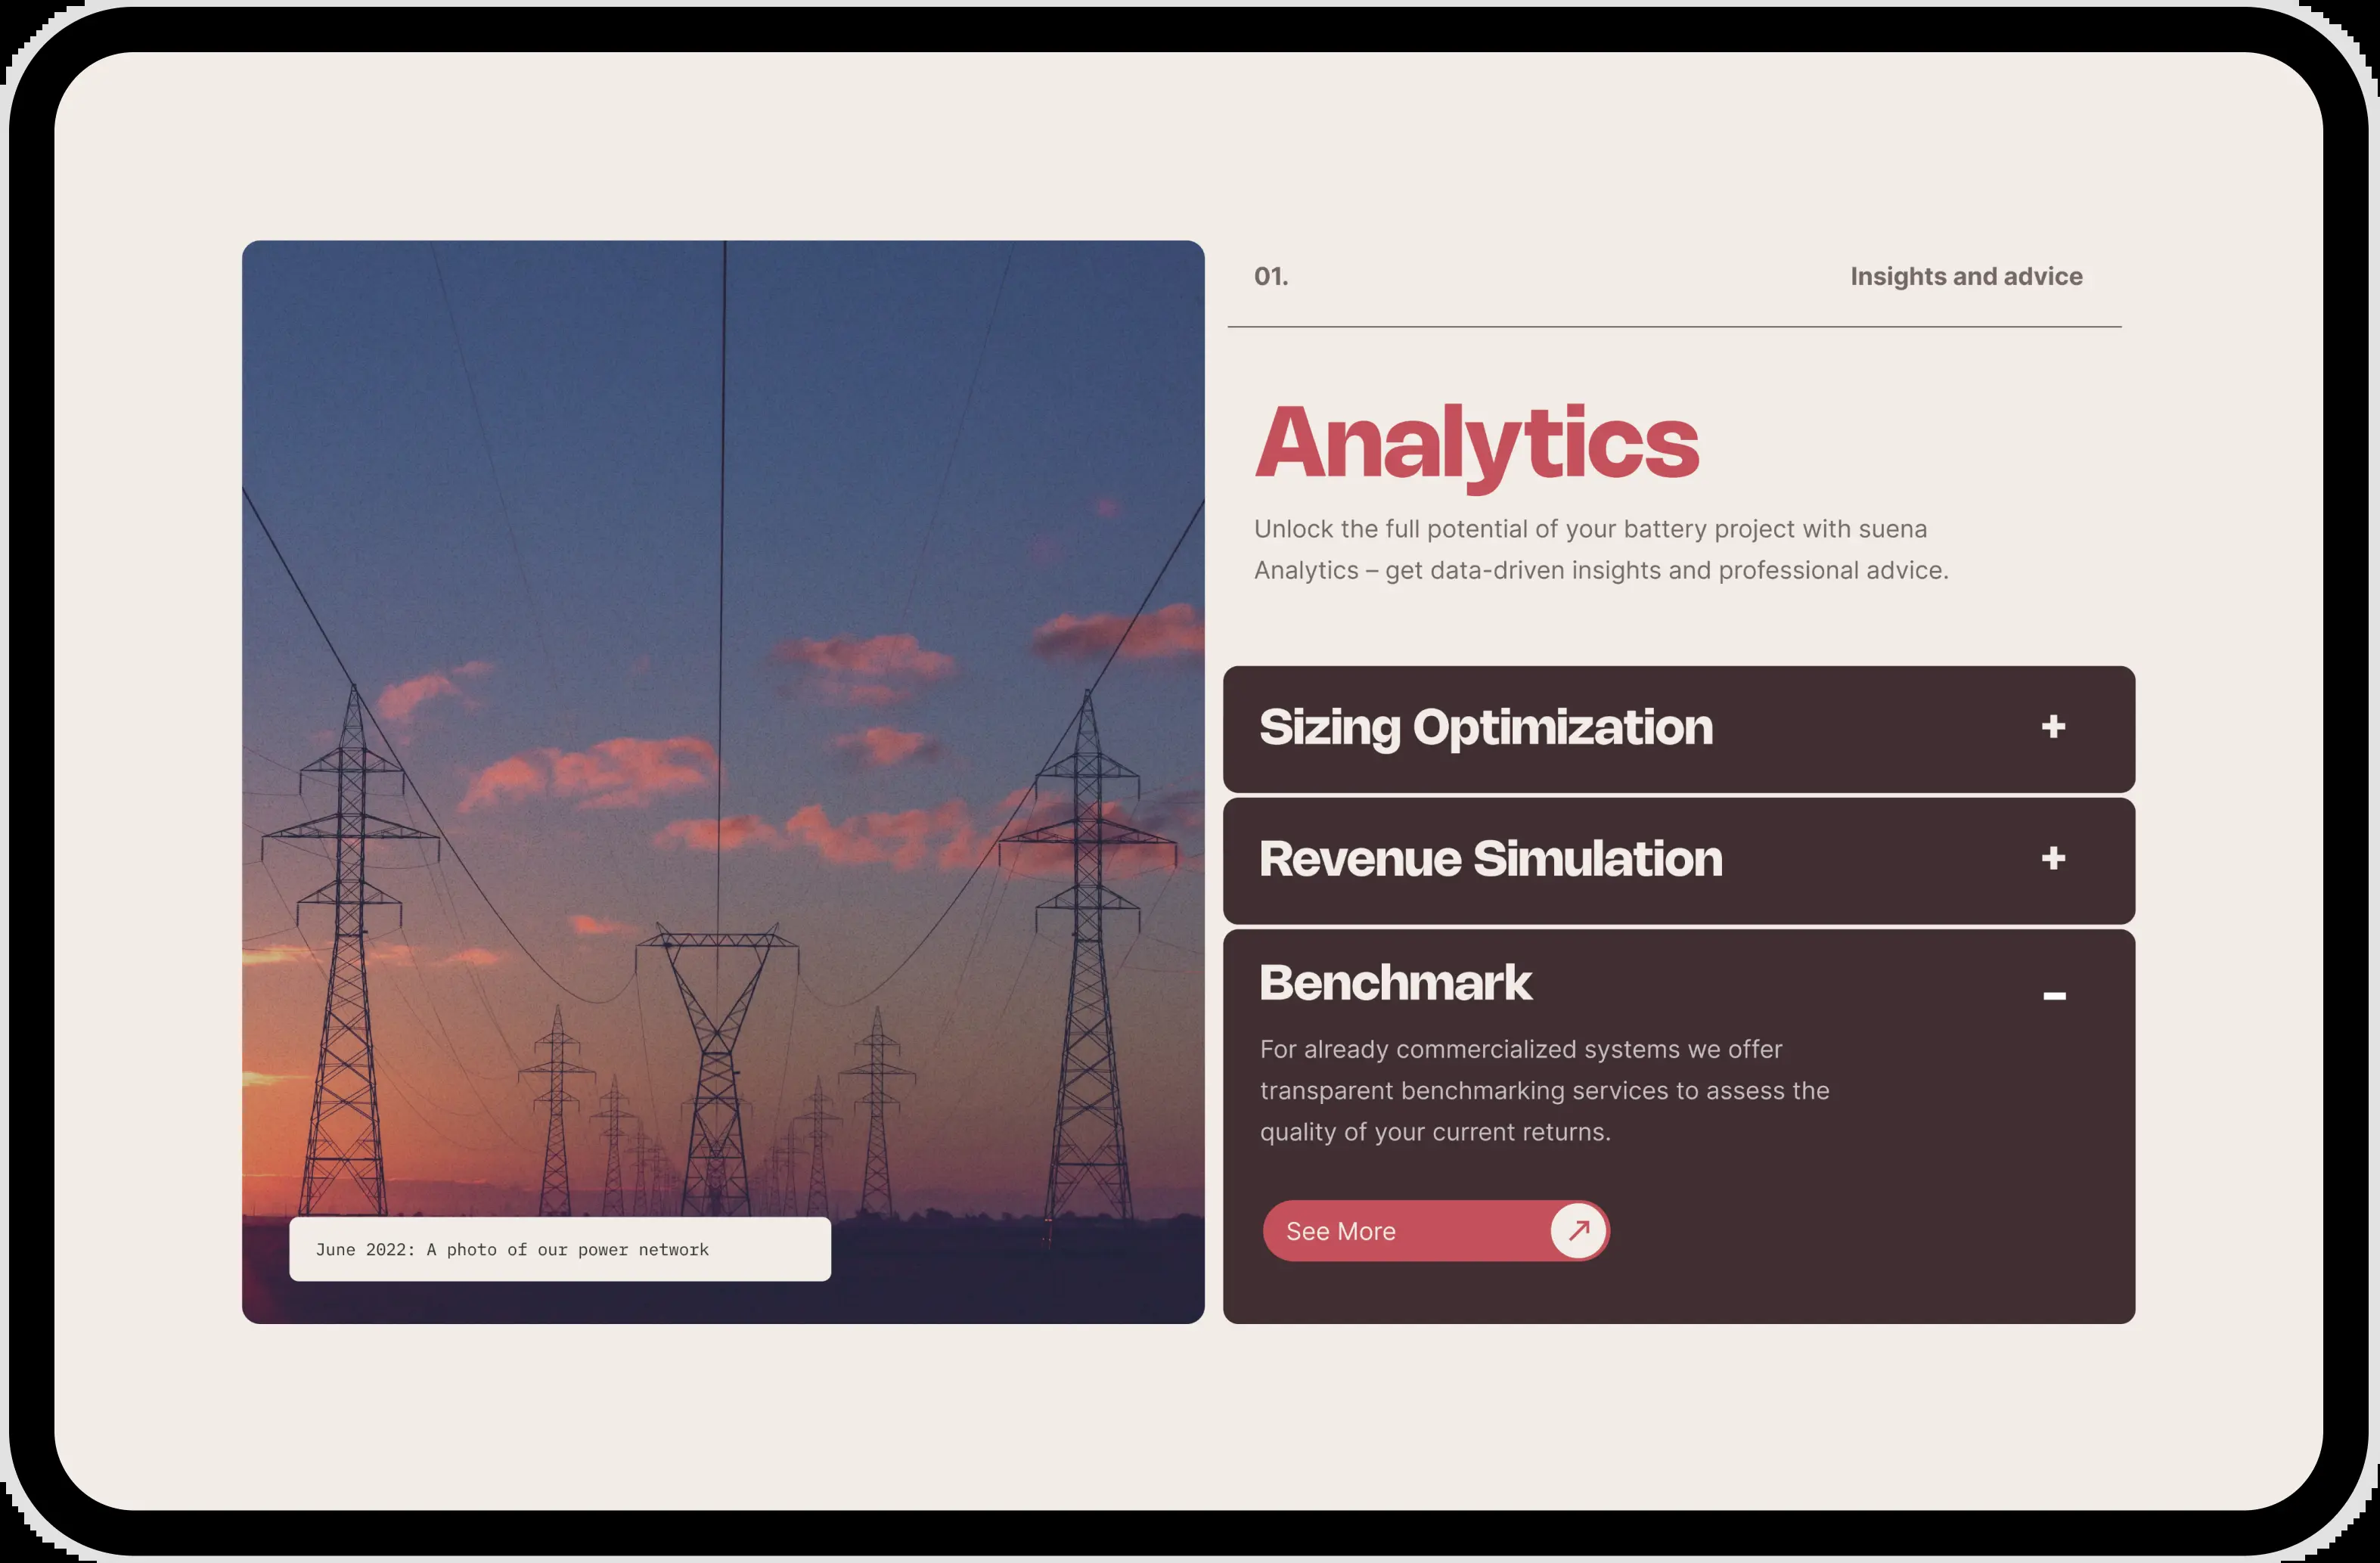 01.
Insights and advice
Analytics
Unlock the full potential of your battery project with suena
Analytics – get data-driven insights and professional advice.
Sizing Optimization
+
Revenue Simulation
+
Benchmark
–
For already commercialized systems we offer
transparent benchmarking services to assess the
quality of your current returns.
See More
June 2022: A photo of our power network